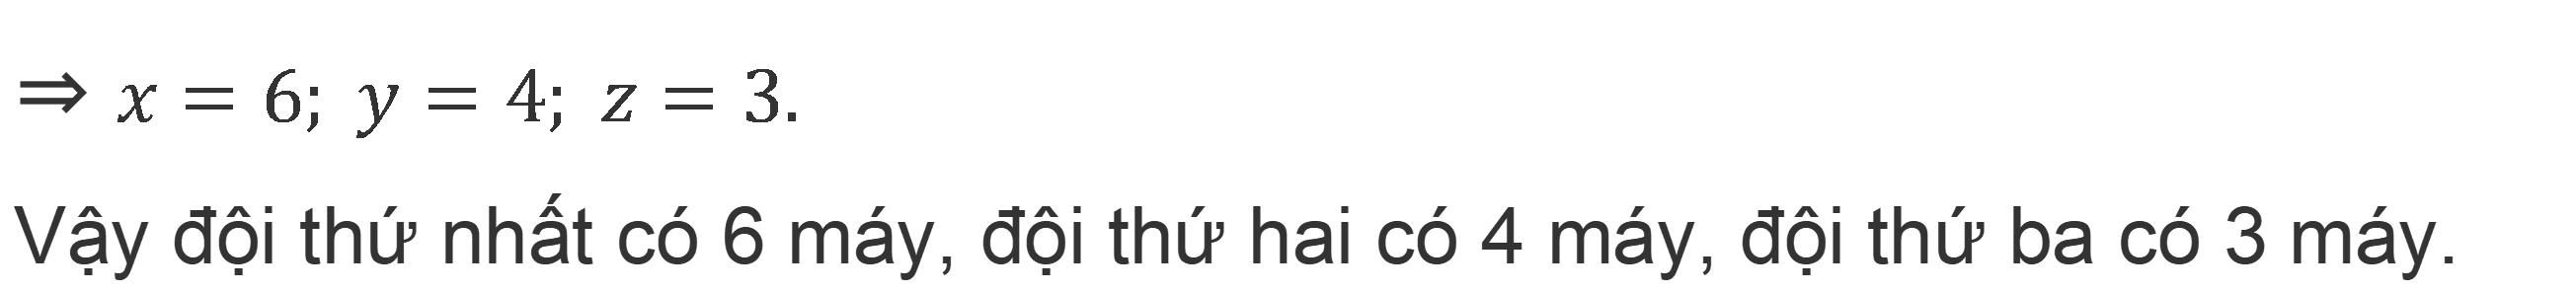 ⇒ x = 6; y = 4; z = 3.
Vậy đội thứ nhất có 6 máy, đội thứ hai có 4 máy, đội thứ ba có 3 máy.